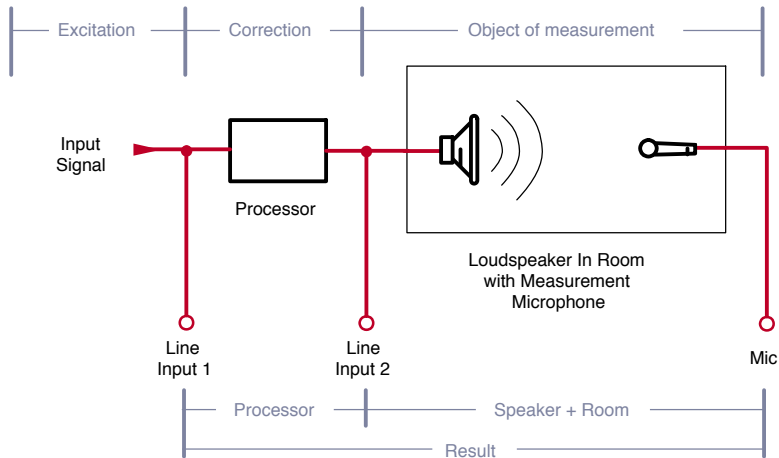 Excitation
Correction
Object of measurement
Input
Signal
Processor
Loudspeaker In Room
with Measurement
Microphone
Line
Input 1
Line
Input 2
Mic
Processor
Speaker + Room
Result